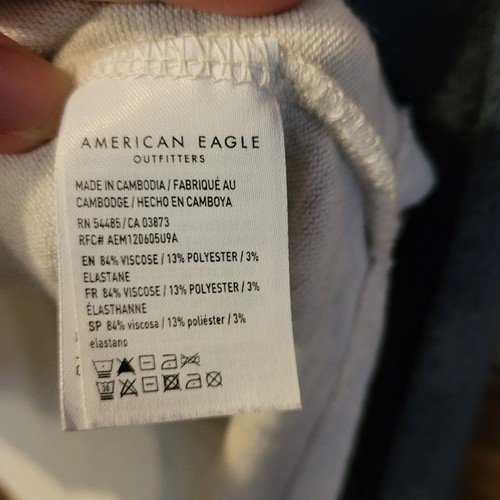 AMERICAN EAGLE
OUTFITTERS
MADE IN CAMBODIA / FABRIQUÉ AU
CAMBODGE / HECHO EN CAMBOYA
RN 54485 / CA 03873
RFC# AEM120605U9A
EN 84% VISCOSE / 13% POLYESTER / 3%
ELASTANE
FR 84% VISCOSE / 13% POLYESTER / 3%
ÉLASTHANNE
SP 84% viscosa / 13% poliéster / 3%
elastano
30